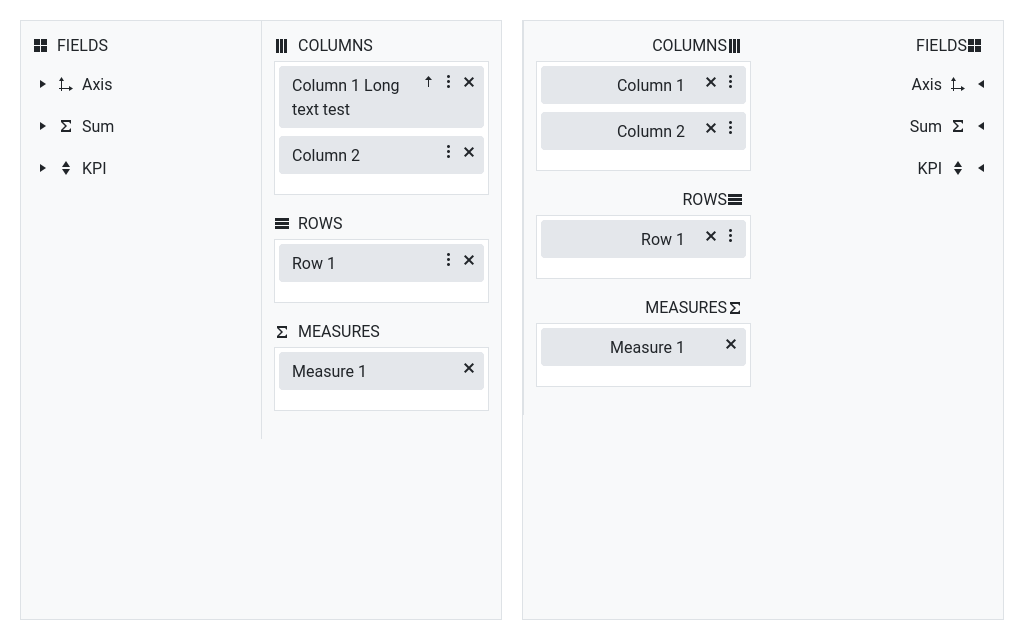 FIELDS
Axis
Sum
KPI
COLUMNS
Column 1 Long
text test
Column 2
ROWS
Row 1
MEASURES
Measure 1
COLUMNS
Column 1
Column 2
ROWS
Row 1
MEASURES
Measure 1
FIELDS
Axis
Sum
KPI